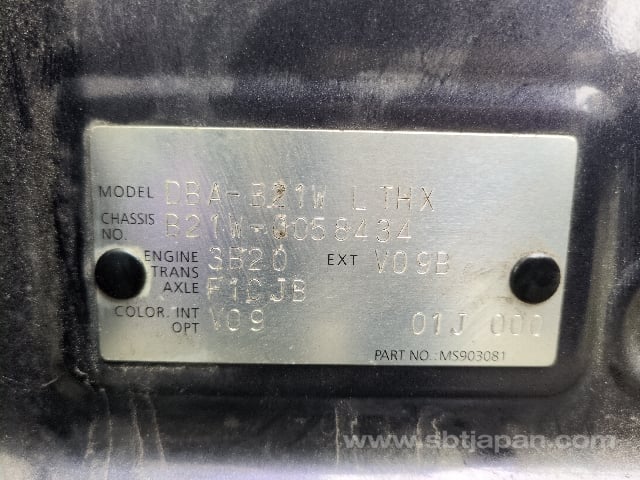 MODEL DBA-B21W LTHX
CHASSIS NO. B21W-0058434
ENGINE 3B20 EXT V09B
TRANS AXLE F1CJB
COLOR. INT OPT V09 01J 000
PART NO.: MS903081
www.sbtjapan.com